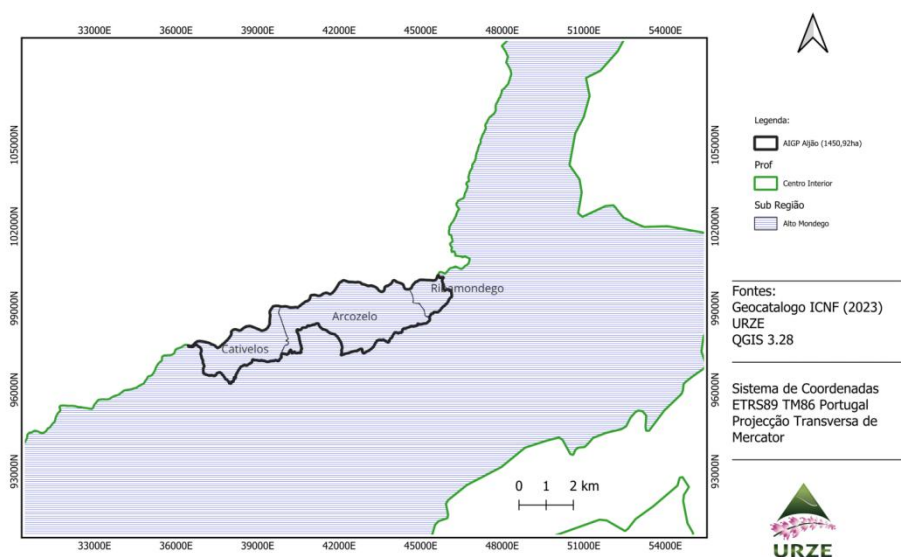 33000E 36000E 39000E 42000E 45000E 48000E 51000E 54000E
105000N
102000N
99000N
96000N
93000N
105000N
102000N
99000N
96000N
93000N
Ribamondego
Arcozelo
Cativelos
0 1 2 km
33000E 36000E 39000E 42000E 45000E 48000E 51000E 54000E
Legenda:
AIGP Aljão (1450,92ha)
Prof
Centro Interior
Sub Região
Alto Mondego
Fontes:
Geocatalogo ICNF (2023)
URZE
QGIS 3.28
Sistema de Coordenadas
ETRS89 TM86 Portugal
Projecção Transversa de
Mercator
URZE